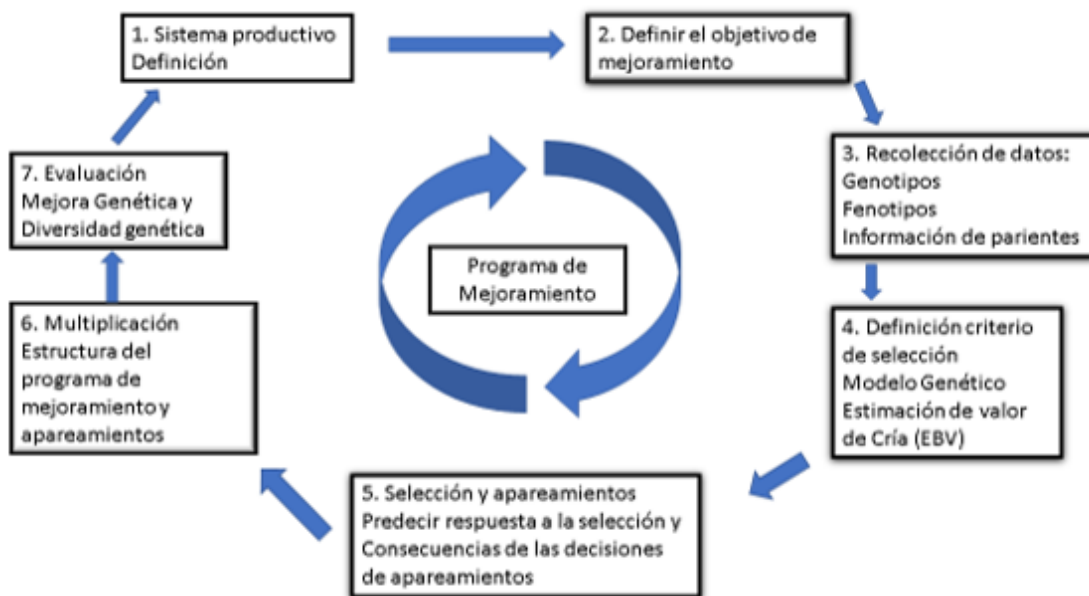 1. Sistema productivo
Definición
2. Definir el objetivo de
mejoramiento
3. Recolección de datos:
Genotipos
Fenotipos
Información de parientes
4. Definición criterio
de selección
Modelo Genético
Estimación de valor
de Cría (EBV)
5. Selección y apareamientos
Predecir respuesta a la selección y
Consecuencias de las decisiones
de apareamientos
6. Multiplicación
Estructura del
programa de
mejoramiento y
apareamientos
7. Evaluación
Mejora Genética y
Diversidad genética
Programa de
Mejoramiento